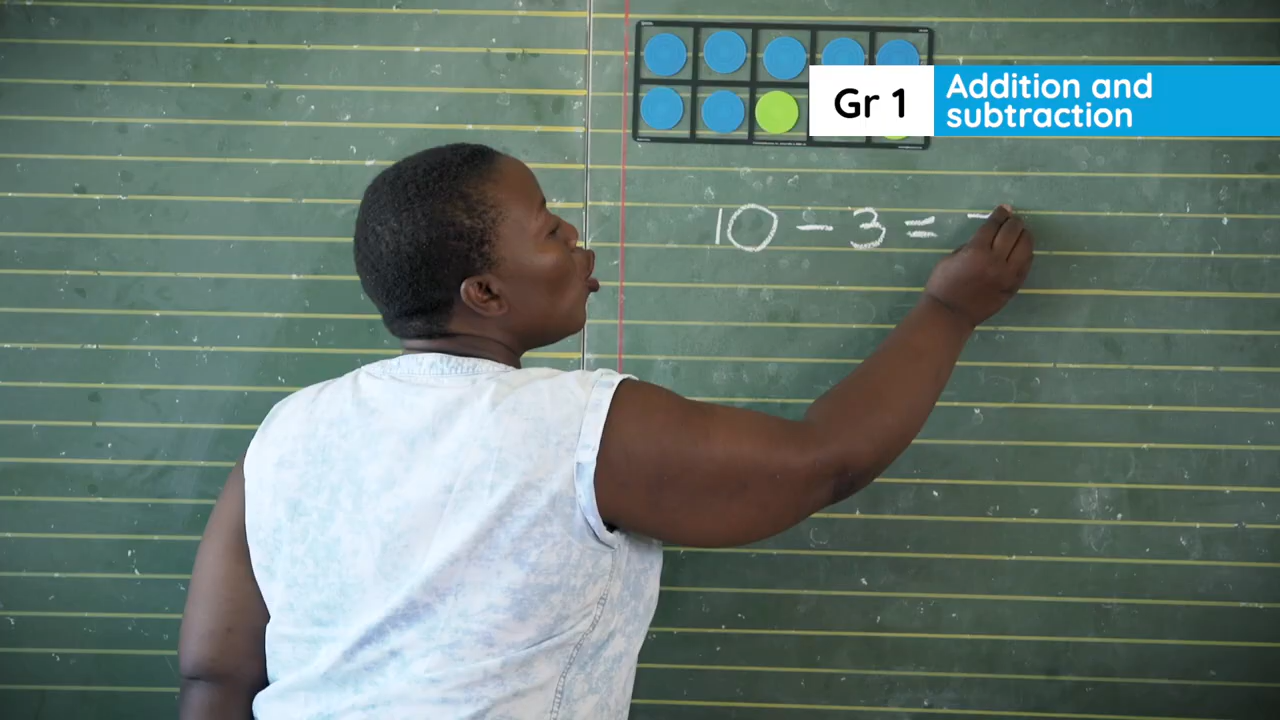 Gr 1
Addition and
subtraction
10 - 3 =